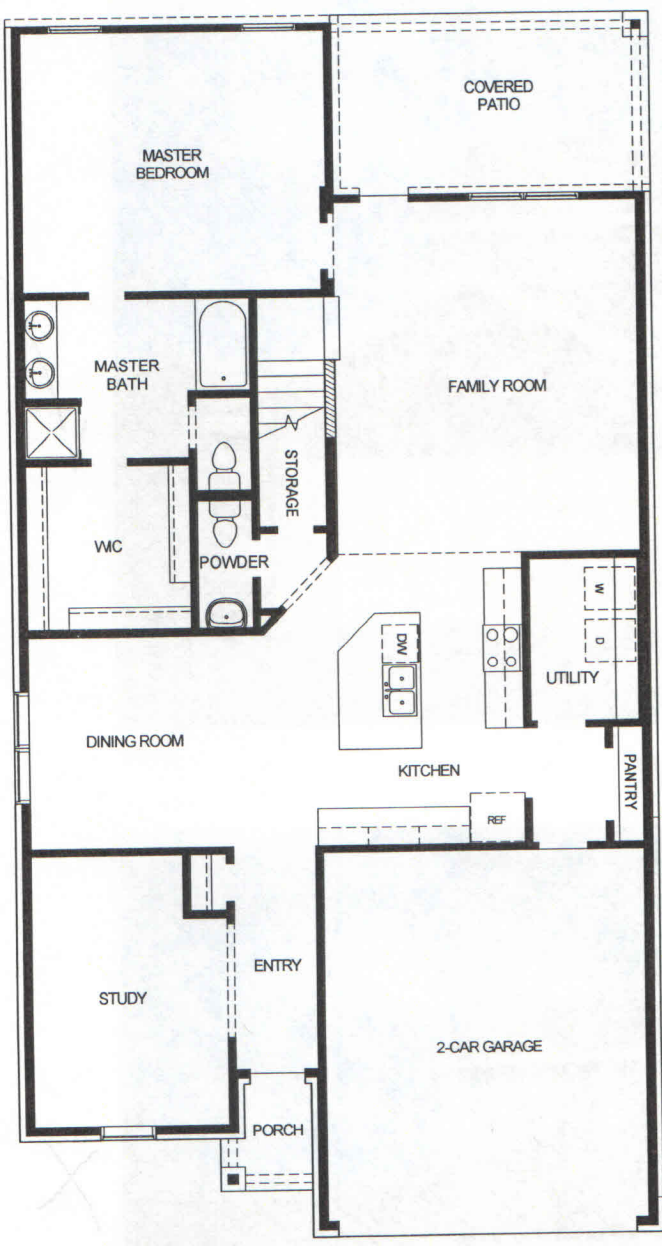 COVERED
PATIO
MASTER
BEDROOM
MASTER
BATH
FAMILY ROOM
STORAGE
WIC
POWDER
W
D
DW
UTILITY
DINING ROOM
KITCHEN
PANTRY
REF
ENTRY
STUDY
2-CAR GARAGE
PORCH